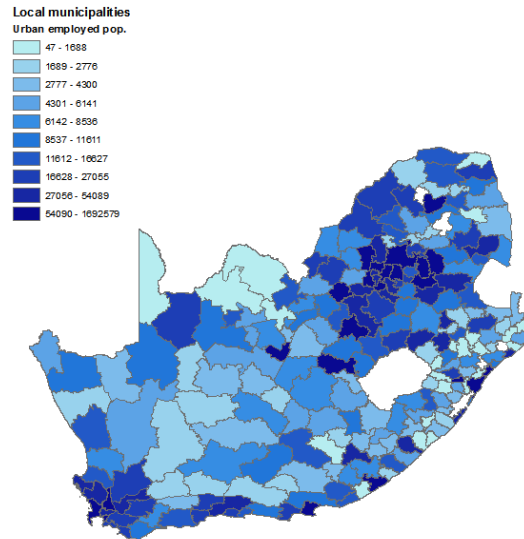 Local municipalities
Urban employed pop.
47 - 1688
1689 - 2776
2777 - 4300
4301 - 6141
6142 - 8536
8537 - 11611
11612 - 16627
16628 - 27055
27056 - 54089
54090 - 1692579